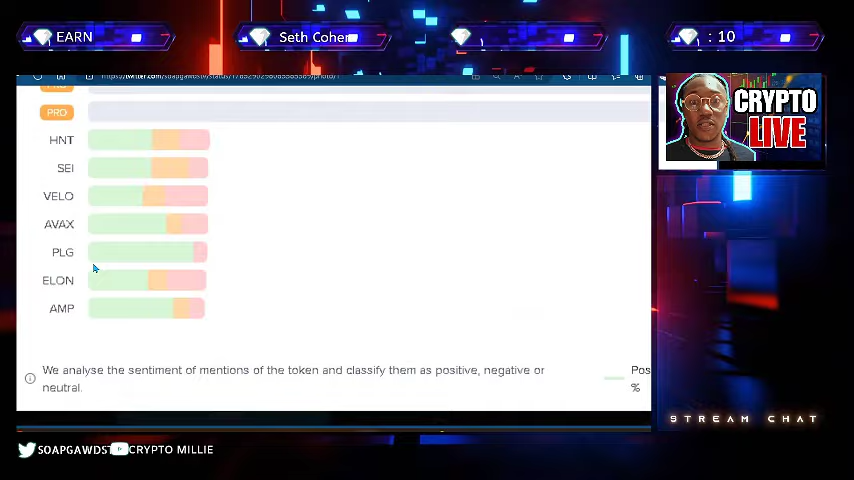 EARN
Seth Cohen
: 10
PRO
HNT
SEI
VELO
AVAX
PLG
ELON
AMP
We analyse the sentiment of mentions of the token and classify them as positive, negative or
neutral.
Pos
%
CRYPTO
LIVE
STREAM CHAT
SOAPGAWDST
CRYPTO MILLIE